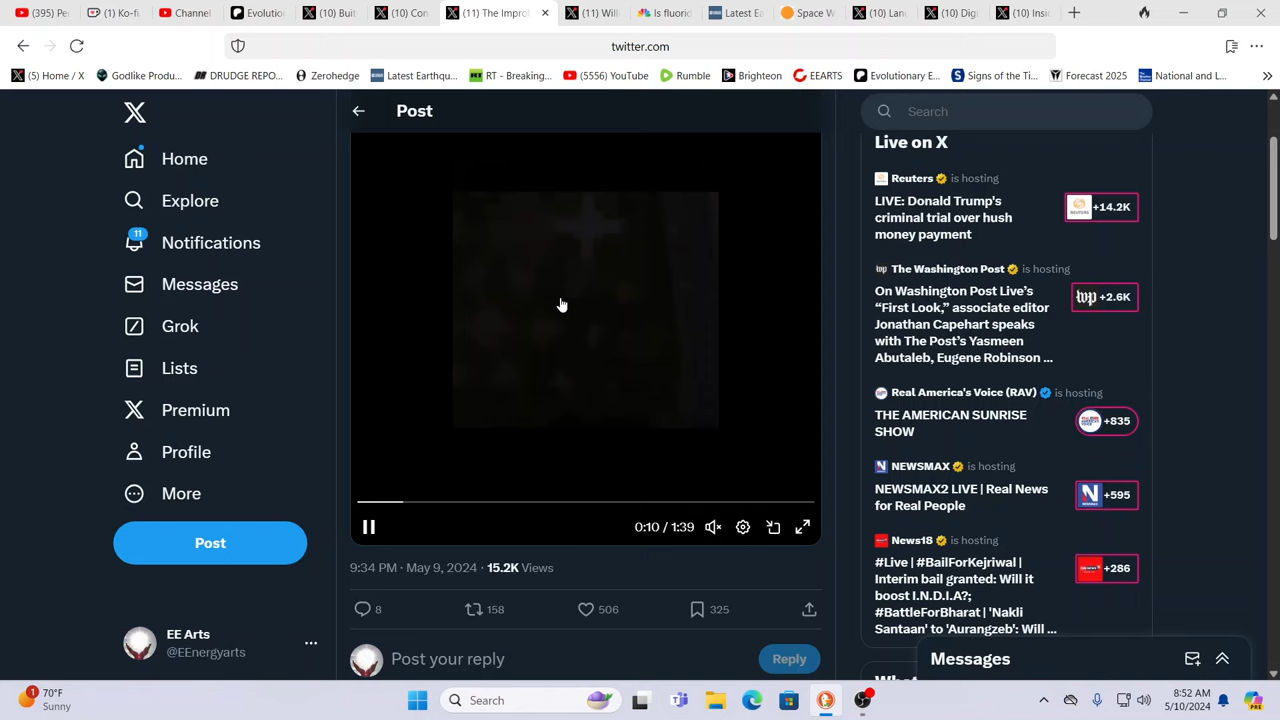 (395) Pe
(10) Ko-fi
Channel
Evolutio
(10) Bui
(10) Co
(11) The Impro
(11) Will
Is fluorid
Latest Ea
Space W
(10) Lan
(10) Dig
(10) Insi
twitter.com
(5) Home / X
Godlike Produ...
DRUDGE REPO...
Zerohedge
Latest Earthqu...
RT - Breaking...
(5556) YouTube
Rumble
Brighteon
EEARTS
Evolutionary E...
Signs of the Ti...
Forecast 2025
National and L...
Post
Search
Home
Explore
11
Notifications
Messages
Grok
Lists
Premium
Profile
More
Post
EE Arts
@EEnergyarts
0:10 / 1:39
9:34 PM · May 9, 2024 · 15.2K Views
8
158
506
325
Post your reply
Reply
Live on X
Reuters is hosting
LIVE: Donald Trump's
criminal trial over hush
money payment
REUTERS
+14.2K
The Washington Post is hosting
On Washington Post Live's
“First Look,” associate editor
Jonathan Capehart speaks
with The Post's Yasmeen
Abutaleb, Eugene Robinson ...
wp
+2.6K
Real America's Voice (RAV) is hosting
THE AMERICAN SUNRISE
SHOW
+835
NEWSMAX is hosting
NEWSMAX2 LIVE | Real News
for Real People
+595
News18 is hosting
#Live | #BailForKejriwal |
Interim bail granted: Will it
boost I.N.D.I.A?;
#BattleForBharat | 'Nakli
Santaan' to 'Aurangzeb': Will ...
+286
Messages
1
70°F
Sunny
Search
8:52 AM
5/10/2024
PRE